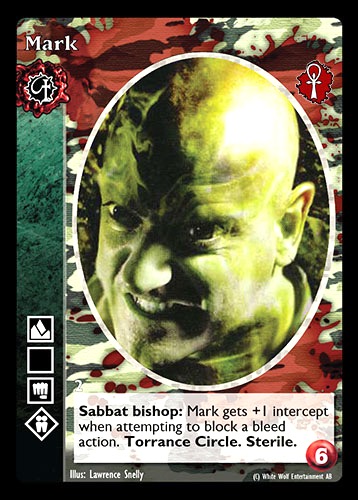 Mark
2
Sabbat bishop: Mark gets +1 intercept
when attempting to block a bleed
action. Torrance Circle. Sterile.
6
Illus: Lawrence Snelly
(C) White Wolf Entertainment AB